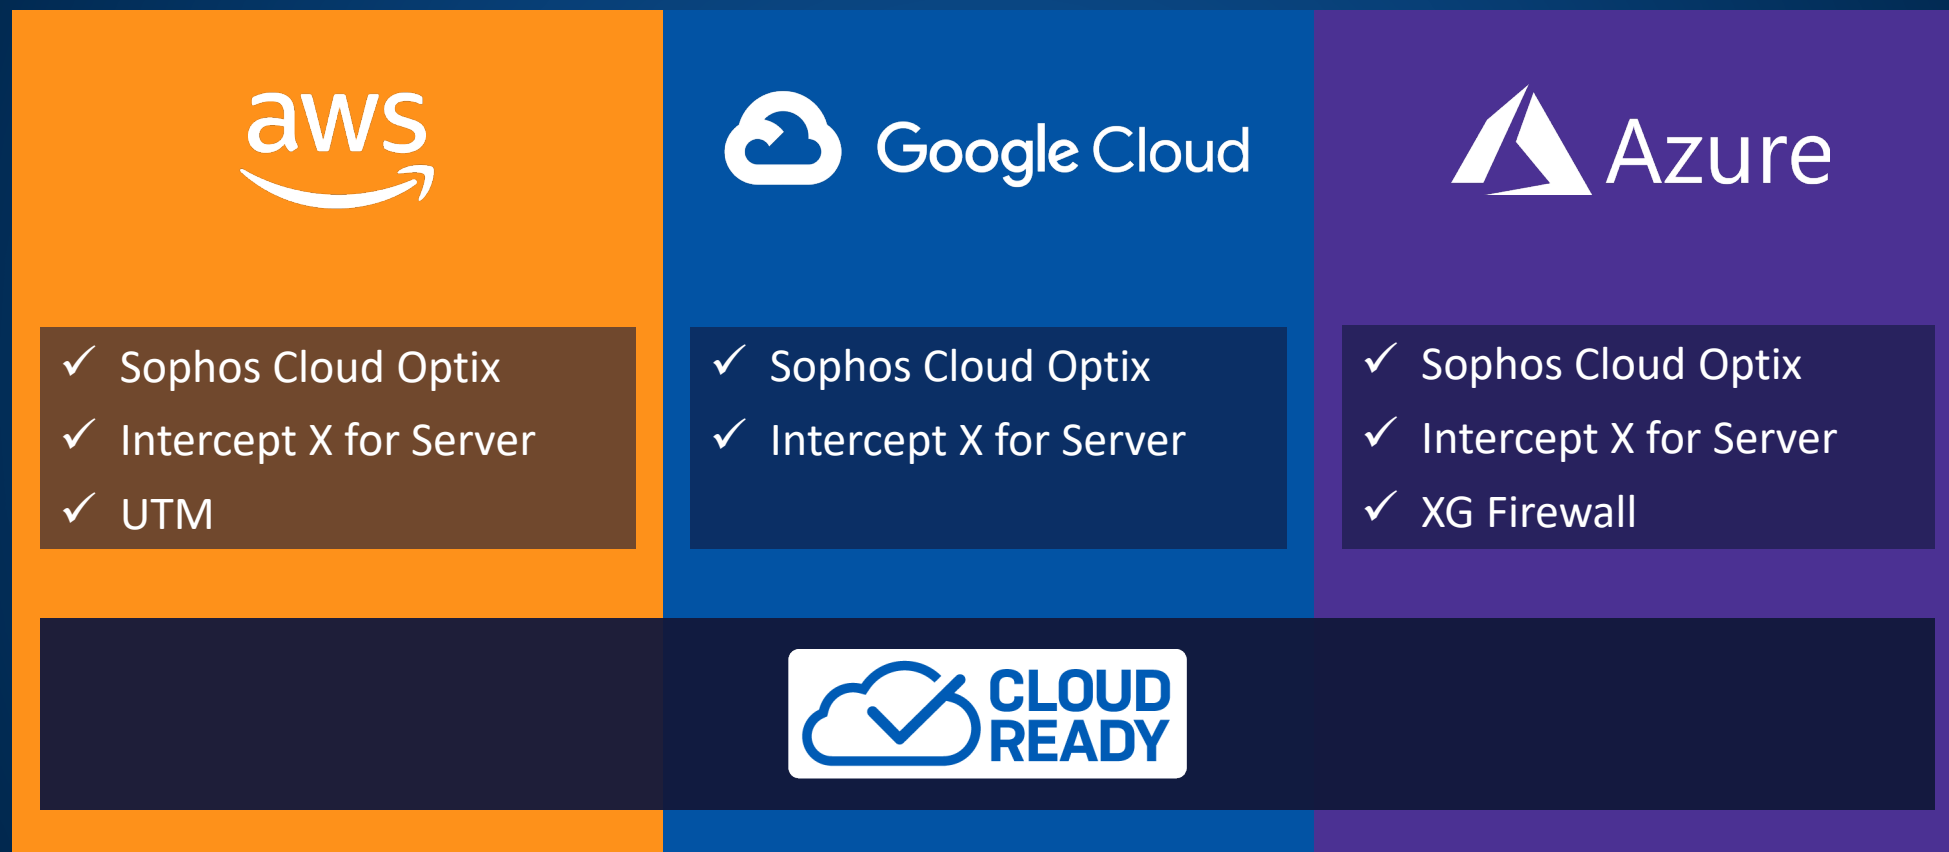 aws
Sophos Cloud Optix
Intercept X for Server
UTM
Google Cloud
Sophos Cloud Optix
Intercept X for Server
Azure
Sophos Cloud Optix
Intercept X for Server
XG Firewall
CLOUD
READY